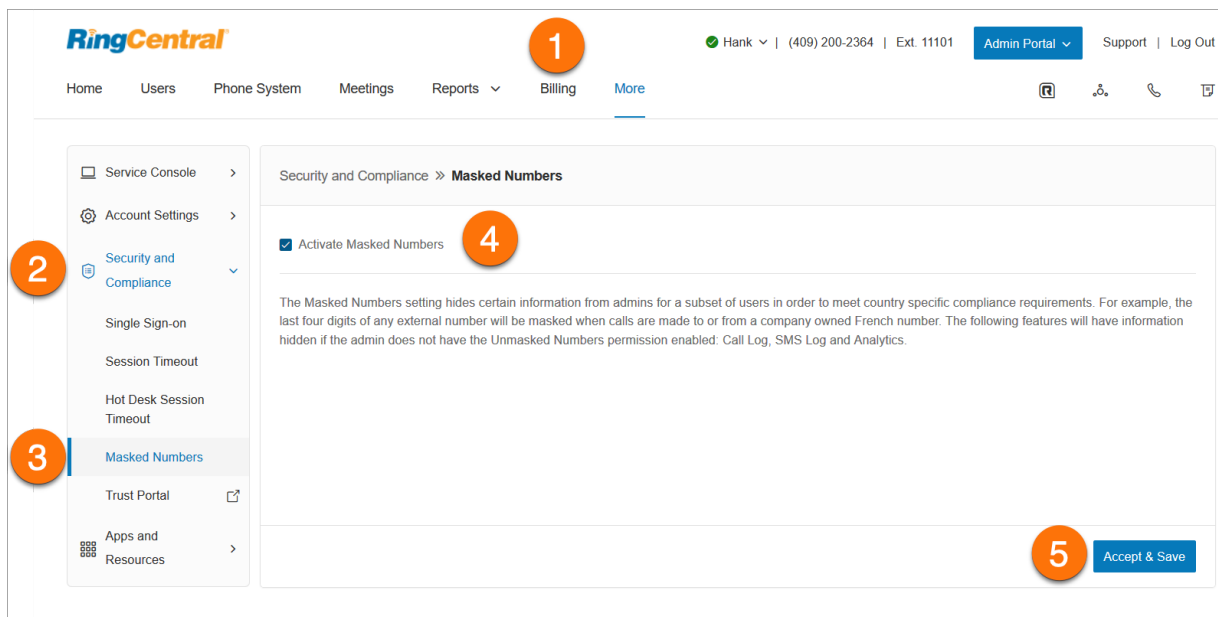 RingCentral
1
Hank | (409) 200-2364 | Ext. 11101 Admin Portal Support | Log Out
Home Users Phone System Meetings Reports Billing More
Service Console
Account Settings
2
Security and
Compliance
Single Sign-on
Session Timeout
Hot Desk Session
Timeout
3
Masked Numbers
Trust Portal
Apps and
Resources
Security and Compliance » Masked Numbers
Activate Masked Numbers
4
The Masked Numbers setting hides certain information from admins for a subset of users in order to meet country specific compliance requirements. For example, the
last four digits of any external number will be masked when calls are made to or from a company owned French number. The following features will have information
hidden if the admin does not have the Unmasked Numbers permission enabled: Call Log, SMS Log and Analytics.
5
Accept & Save